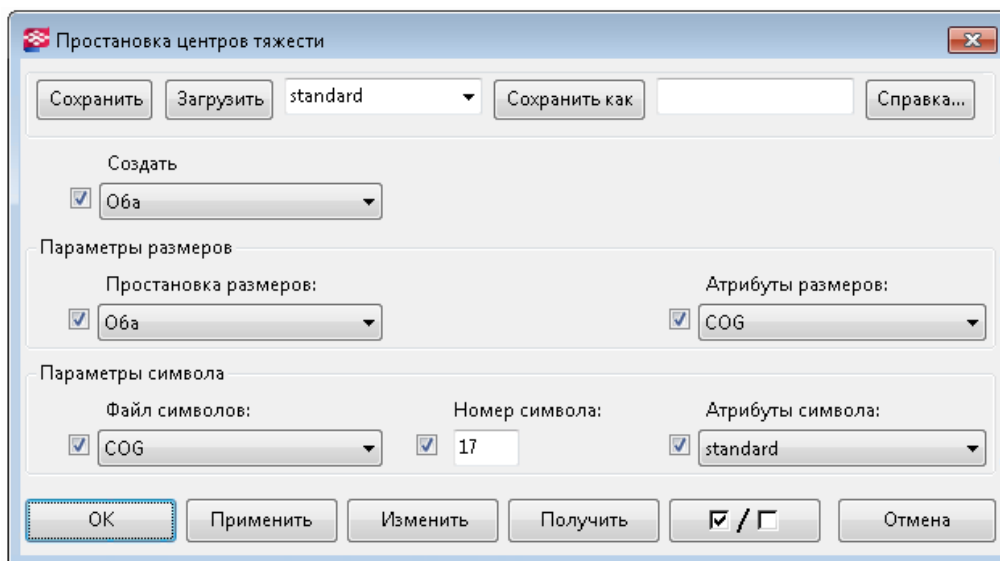 Простановка центров тяжести
Сохранить Загрузить standard Сохранить как Справка...
Создать
Оба
Параметры размеров
Простановка размеров: Атрибуты размеров:
Оба COG
Параметры символа
Файл символов: Номер символа: Атрибуты символа:
COG 17 standard
OK Применить Изменить Получить / Отмена